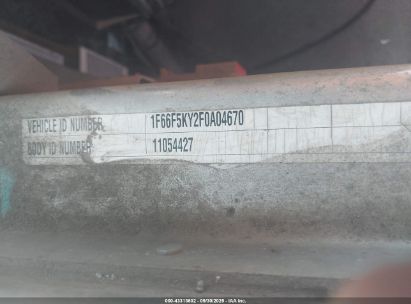 VEHICLE ID NUMBER 1F66F5KY2F0A04670
BODY ID NUMBER 11054427